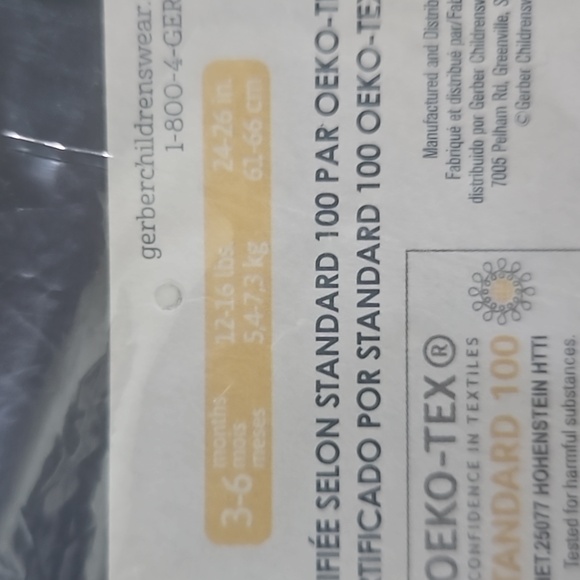 gerberchildrenswear.
1-800-4-GER
3-6 months 12-16 lbs. 24-26 in.
mois
meses 5,4-7,3 kg 61-66 cm
IFIÉE SELON STANDARD 100 PAR OEKO-T
TIFICADO POR STANDARD 100 OEKO-TEX
Manufactured and Distrib
Fabriqué et distribué par/Fab
distribuido por Gerber Childrensw
7005 Pelham Rd, Greenville, S
© Gerber Childrensw
OEKO-TEX®
CONFIDENCE IN TEXTILES
TANDARD 100
ET.25077 HOHENSTEIN HTTI
Tested for harmful substances.